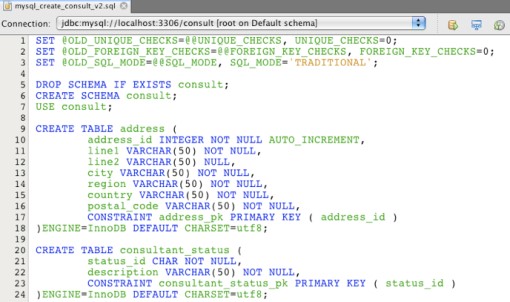 mysql_create_consult_v2.sql
Connection: jdbc:mysql://localhost:3306/consult [root on Default schema]
1 SET @OLD_UNIQUE_CHECKS=@@UNIQUE_CHECKS, UNIQUE_CHECKS=0;
2 SET @OLD_FOREIGN_KEY_CHECKS=@@FOREIGN_KEY_CHECKS, FOREIGN_KEY_CHECKS=0;
3 SET @OLD_SQL_MODE=@@SQL_MODE, SQL_MODE='TRADITIONAL';
4
5 DROP SCHEMA IF EXISTS consult;
6 CREATE SCHEMA consult;
7 USE consult;
8
9 CREATE TABLE address (
10 address_id INTEGER NOT NULL AUTO_INCREMENT,
11 line1 VARCHAR(50) NOT NULL,
12 line2 VARCHAR(50) NULL,
13 city VARCHAR(50) NOT NULL,
14 region VARCHAR(50) NOT NULL,
15 country VARCHAR(50) NOT NULL,
16 postal_code VARCHAR(50) NOT NULL,
17 CONSTRAINT address_pk PRIMARY KEY ( address_id )
18 )ENGINE=InnoDB DEFAULT CHARSET=utf8;
19
20 CREATE TABLE consultant_status (
21 status_id CHAR NOT NULL,
22 description VARCHAR(50) NOT NULL,
23 CONSTRAINT consultant_status_pk PRIMARY KEY ( status_id )
24 )ENGINE=InnoDB DEFAULT CHARSET=utf8;